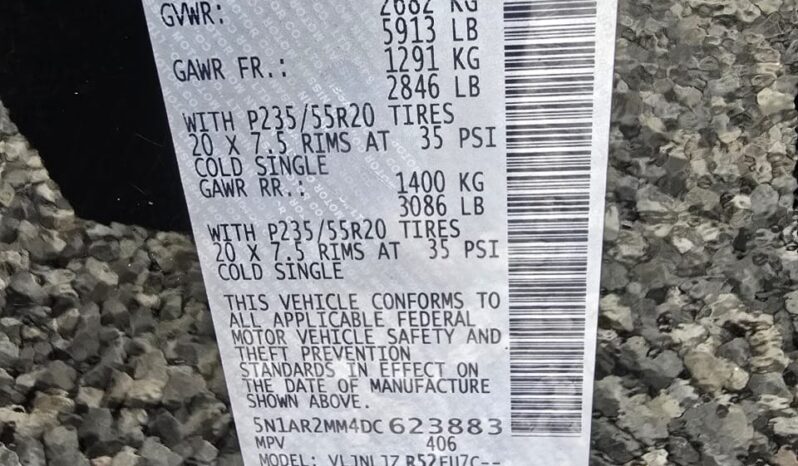 GVWR: 2682 KG
5913 LB
GAWR FR.: 1291 KG
2846 LB
WITH P235/55R20 TIRES
20 X 7.5 RIMS AT 35 PSI
COLD SINGLE
GAWR RR.: 1400 KG
3086 LB
WITH P235/55R20 TIRES
20 X 7.5 RIMS AT 35 PSI
COLD SINGLE
THIS VEHICLE CONFORMS TO
ALL APPLICABLE FEDERAL
MOTOR VEHICLE SAFETY AND
THEFT PREVENTION
STANDARDS IN EFFECT ON
THE DATE OF MANUFACTURE
SHOWN ABOVE.
5N1AR2MM4DC623883
MPV 406
MODEL: